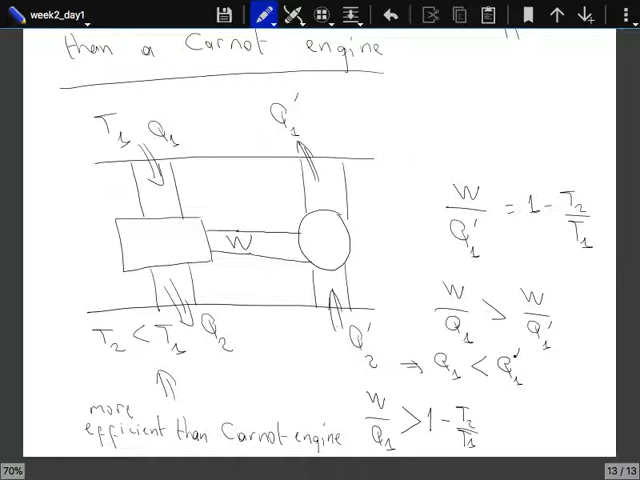 week2_day1
than a Carnot engine
T₁ Q₁ Q₁'
W
W/Q₁' = 1 - T₂/T₁
W/Q₁ > W/Q₁'
T₂ < T₁ Q₂ Q₂'
⇒ Q₁ < Q₁'
more
efficient than Carnot engine
W/Q₁ > 1 - T₂/T₁
70%
13 / 13